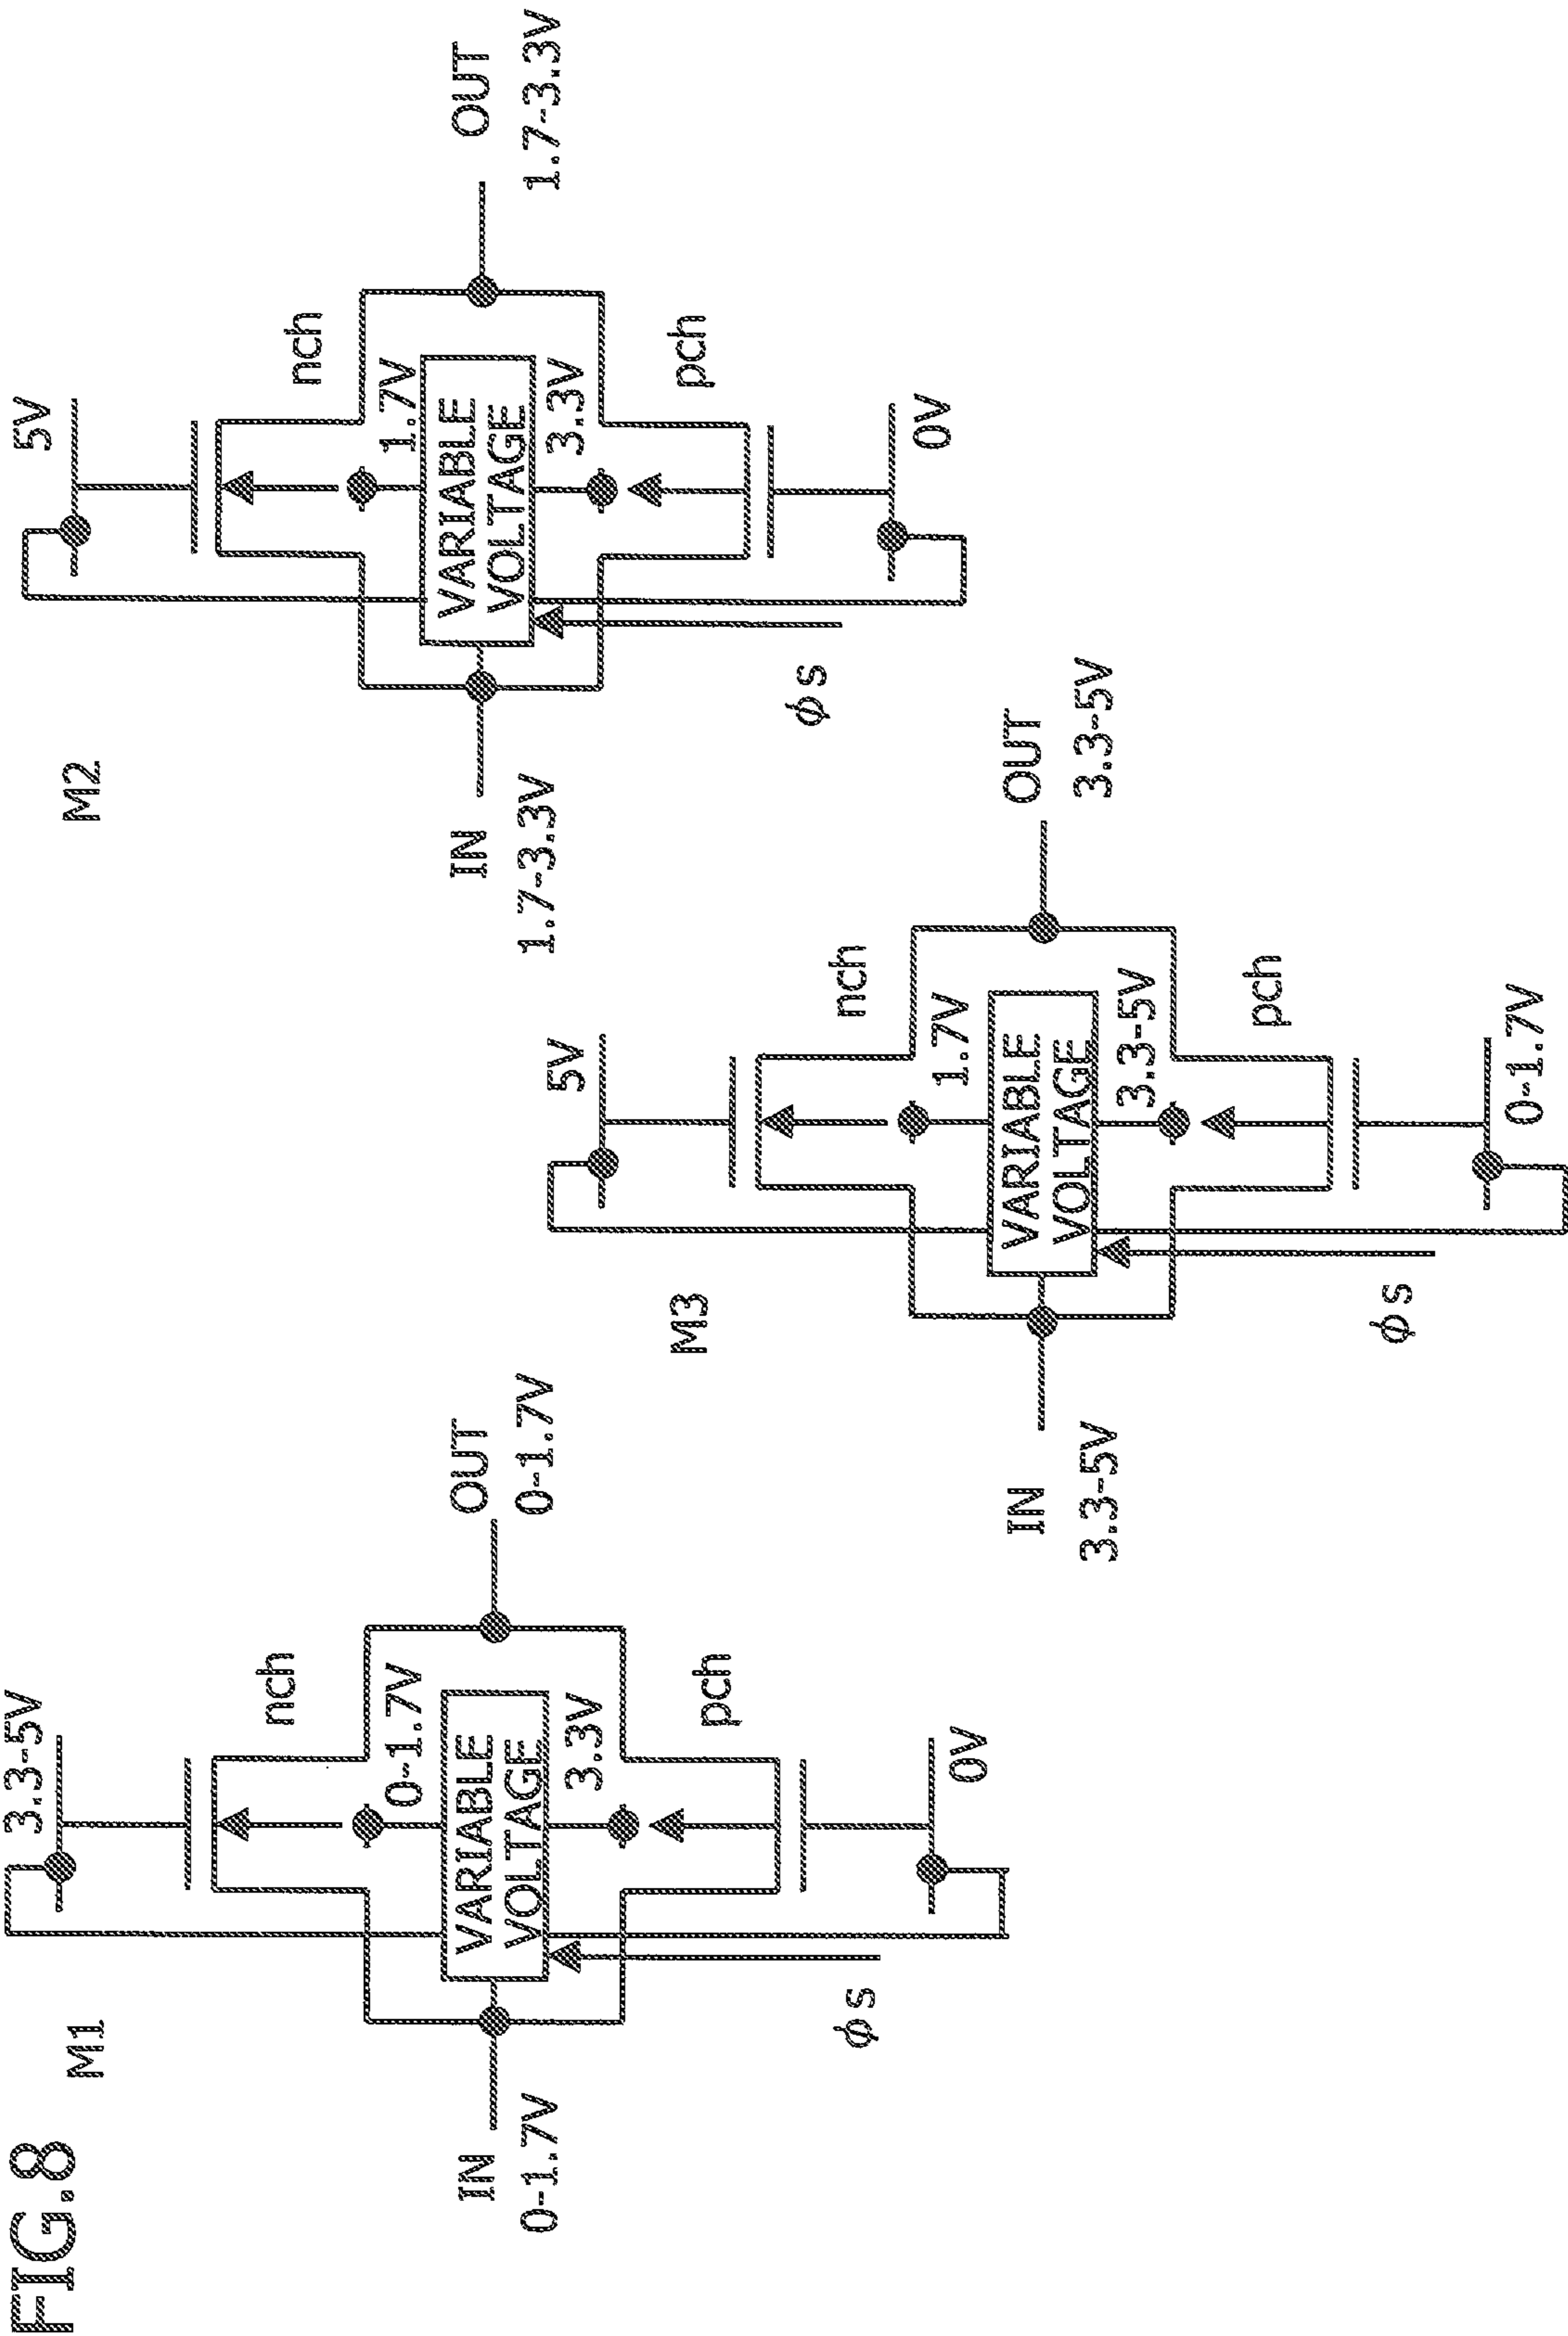 FIG.8
M1
3.3-5V
nch
0-1.7V
VARIABLE
VOLTAGE
3.3V
pch
0V
IN
0-1.7V
OUT
0-1.7V
ϕs
M2
5V
nch
1.7V
VARIABLE
VOLTAGE
3.3V
pch
0V
IN
1.7-3.3V
OUT
1.7-3.3V
ϕs
M3
5V
nch
1.7V
VARIABLE
VOLTAGE
3.3-5V
pch
0-1.7V
IN
3.3-5V
OUT
3.3-5V
ϕs